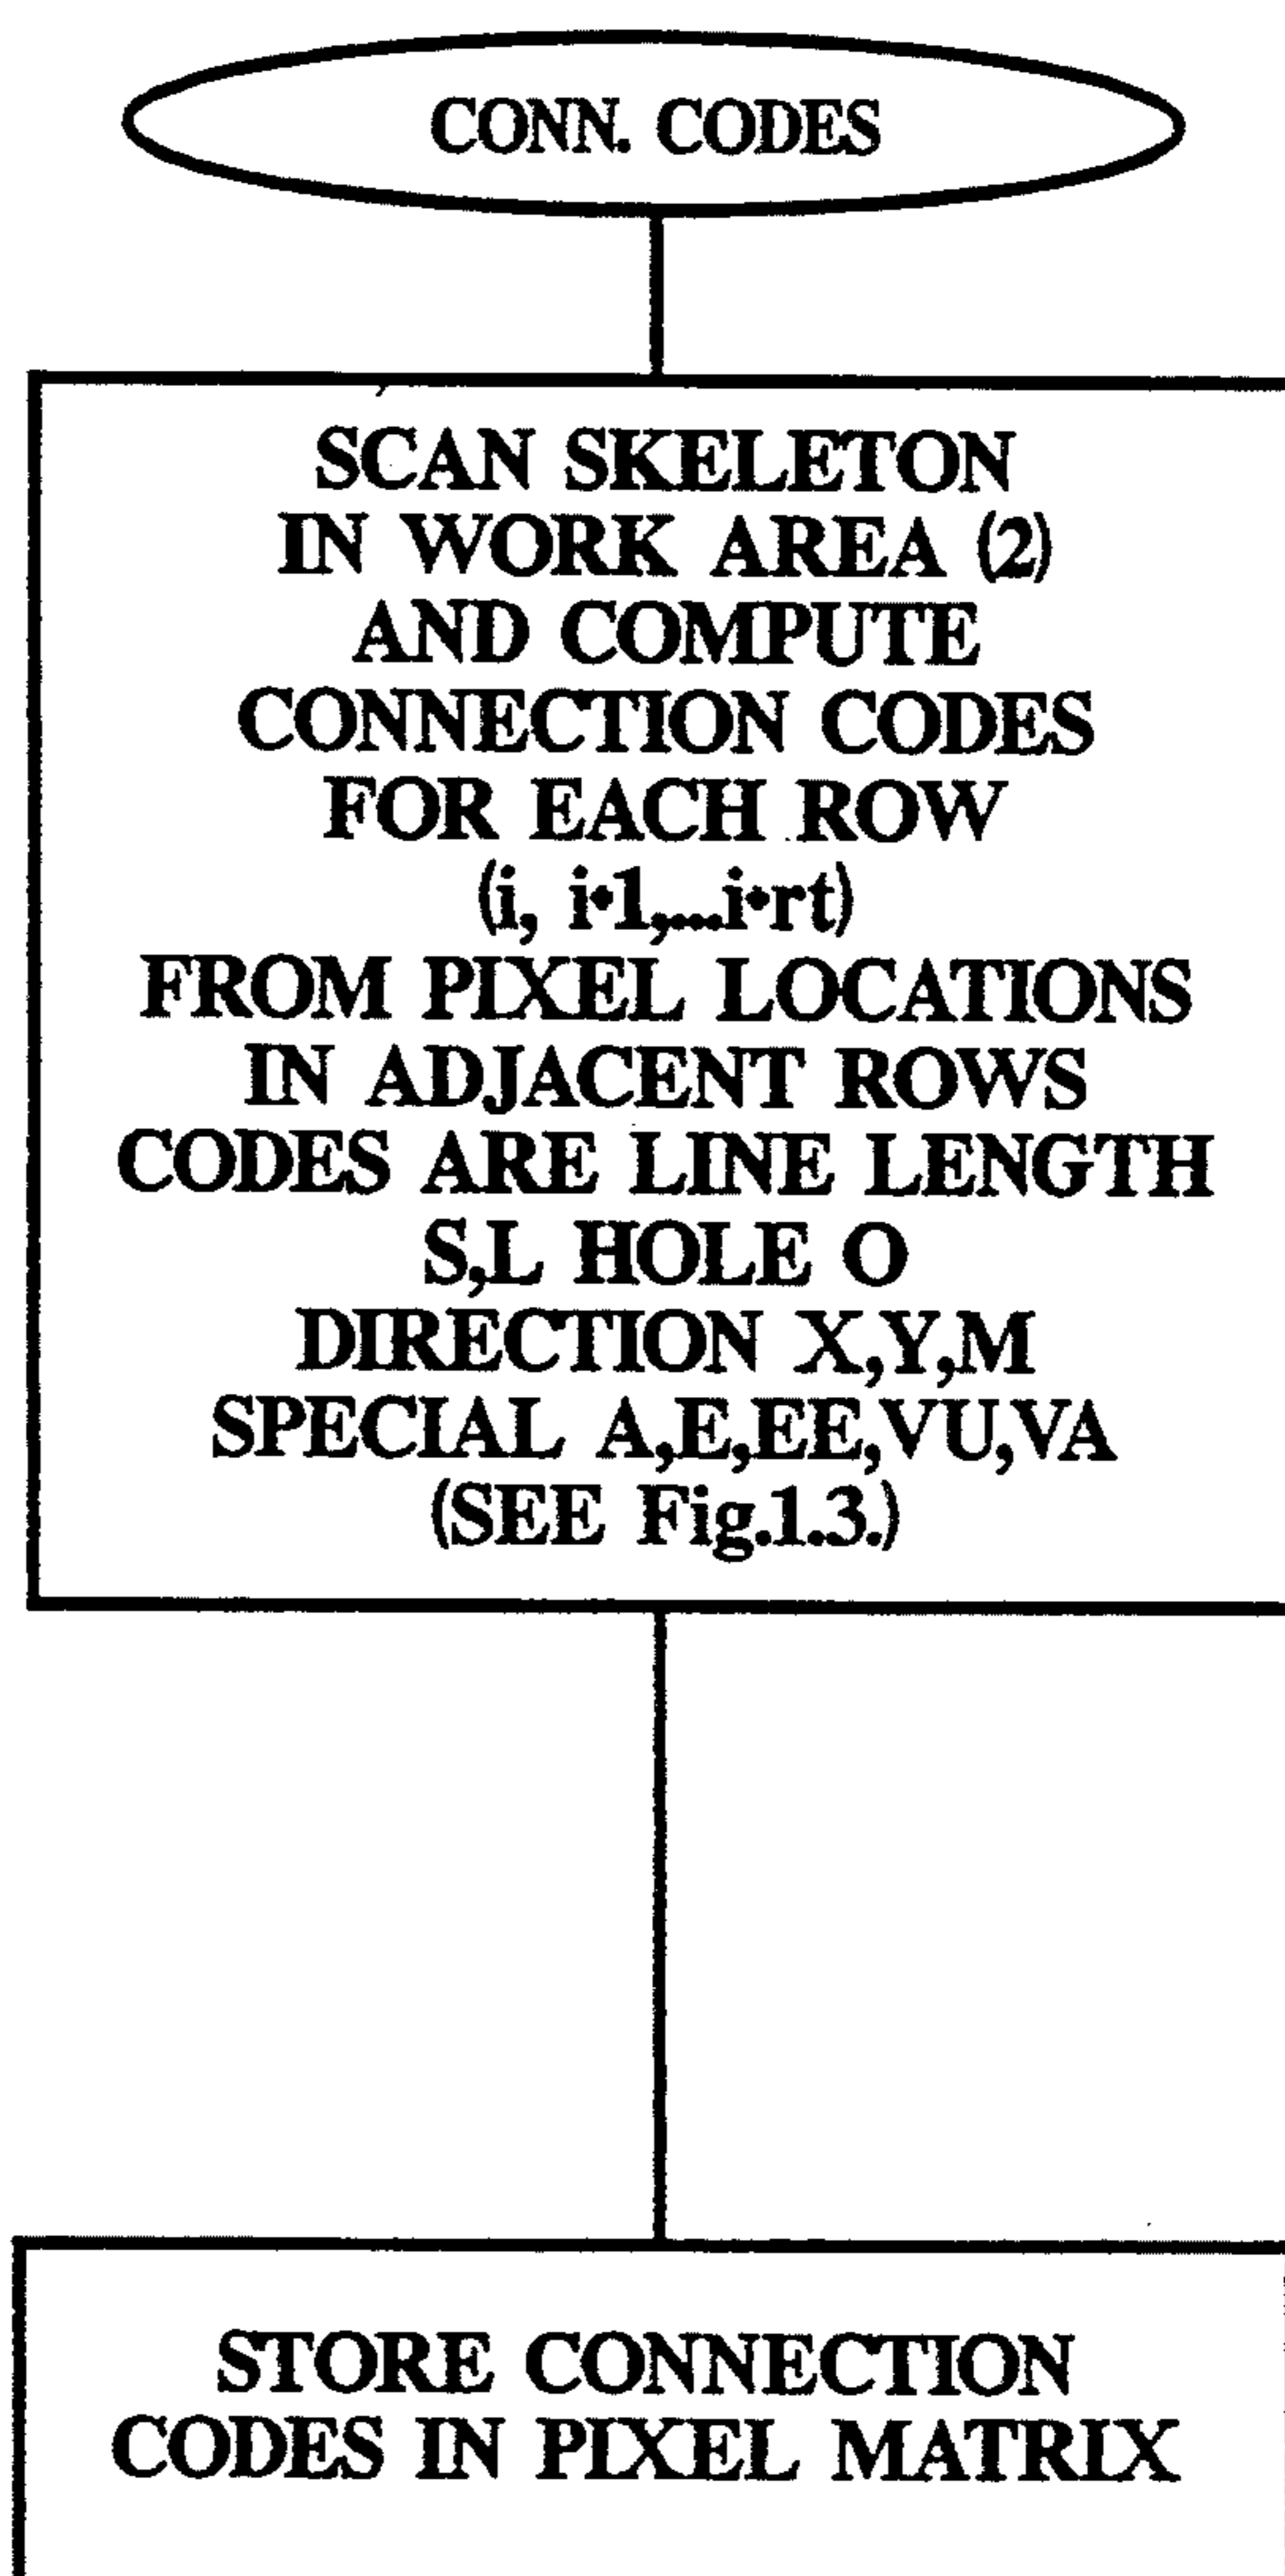 CONN. CODES
SCAN SKELETON
IN WORK AREA (2)
AND COMPUTE
CONNECTION CODES
FOR EACH ROW
(i, i+1,...i+rt)
FROM PIXEL LOCATIONS
IN ADJACENT ROWS
CODES ARE LINE LENGTH
S,L HOLE O
DIRECTION X,Y,M
SPECIAL A,E,EE,VU,VA
(SEE Fig.1.3.)
STORE CONNECTION
CODES IN PIXEL MATRIX